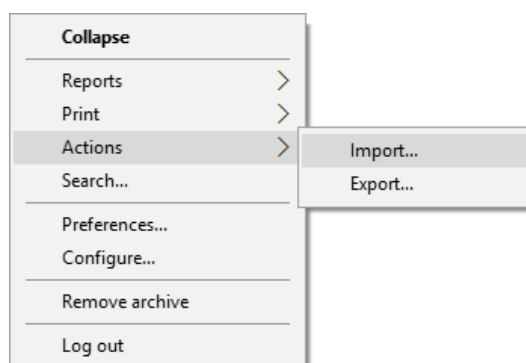 Collapse
Reports
Print
Actions
Import...
Search...
Export...
Preferences...
Configure...
Remove archive
Log out